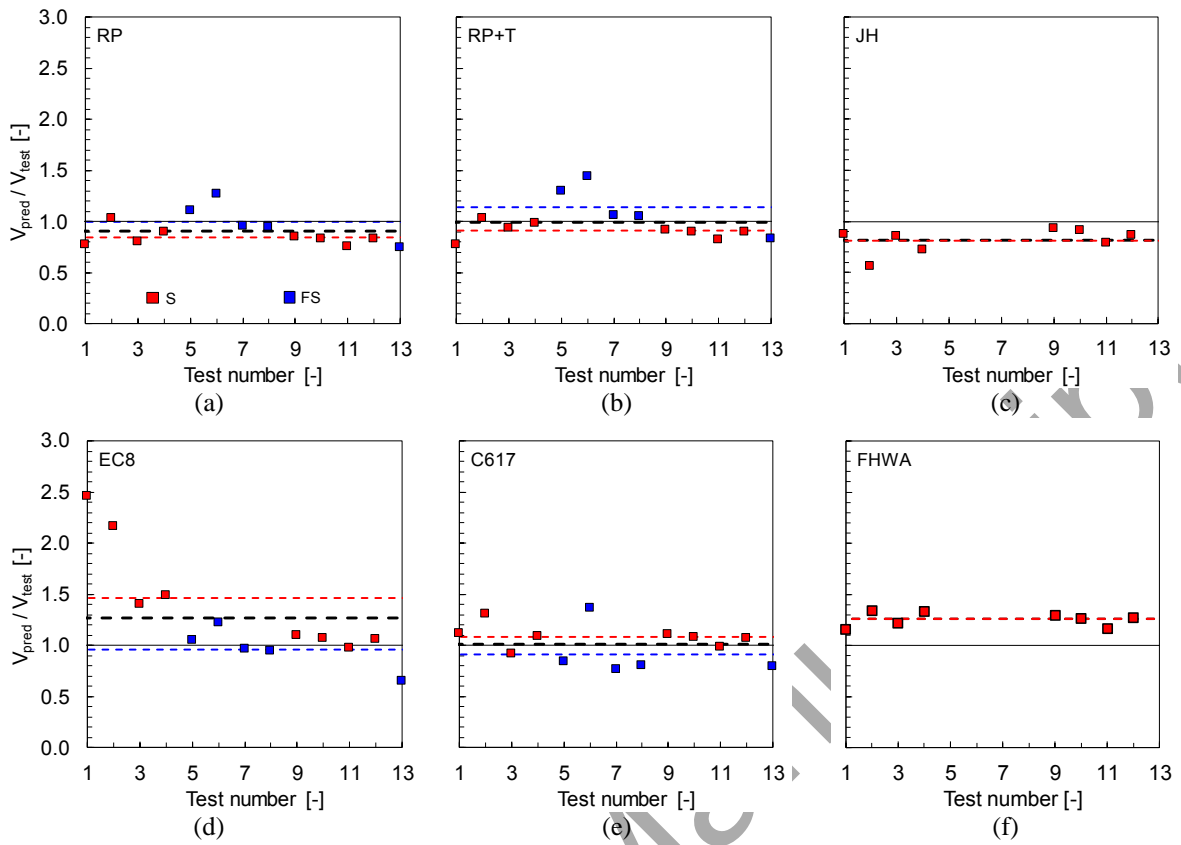 RP
RP+T
JH
3.0
2.5
2.0
1.5
1.0
0.5
0.0
V_pred / V_test [-]
S
FS
1 3 5 7 9 11 13
1 3 5 7 9 11 13
1 3 5 7 9 11 13
Test number [-]
Test number [-]
Test number [-]
(a)
(b)
(c)
EC8
C617
FHWA
3.0
2.5
2.0
1.5
1.0
0.5
0.0
V_pred / V_test [-]
1 3 5 7 9 11 13
1 3 5 7 9 11 13
1 3 5 7 9 11 13
Test number [-]
Test number [-]
Test number [-]
(d)
(e)
(f)